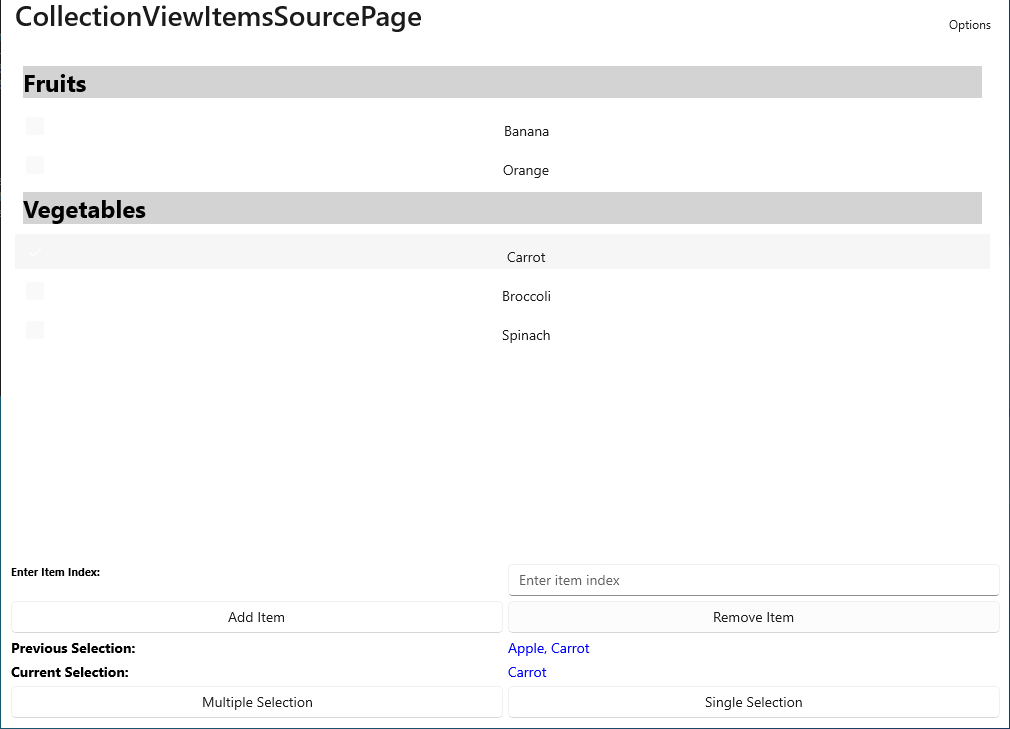 CollectionViewItemsSourcePage
Options
Fruits
Banana
Orange
Vegetables
Carrot
Broccoli
Spinach
Enter Item Index:
Enter item index
Add Item
Remove Item
Previous Selection:
Apple, Carrot
Current Selection:
Carrot
Multiple Selection
Single Selection